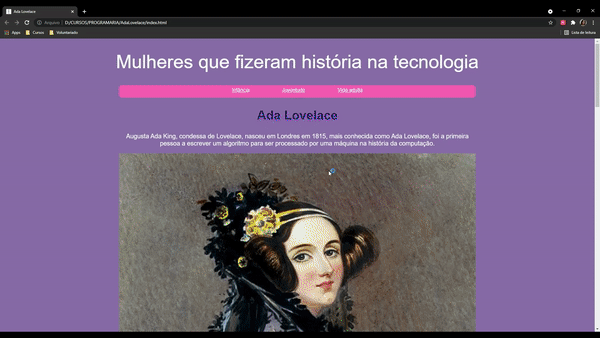 Ada Lovelace
Arquivo | D:/CURSOS/PROGRAMARIA/AdaLovelace/index.html
Apps Cursos Voluntariado Lista de leitura
Mulheres que fizeram história na tecnologia
Infância Juventude Vida adulta
Ada Lovelace
Augusta Ada King, condessa de Lovelace, nasceu em Londres em 1815, mais conhecida como Ada Lovelace, foi a primeira
pessoa a escrever um algoritmo para ser processado por uma máquina na história da computação.